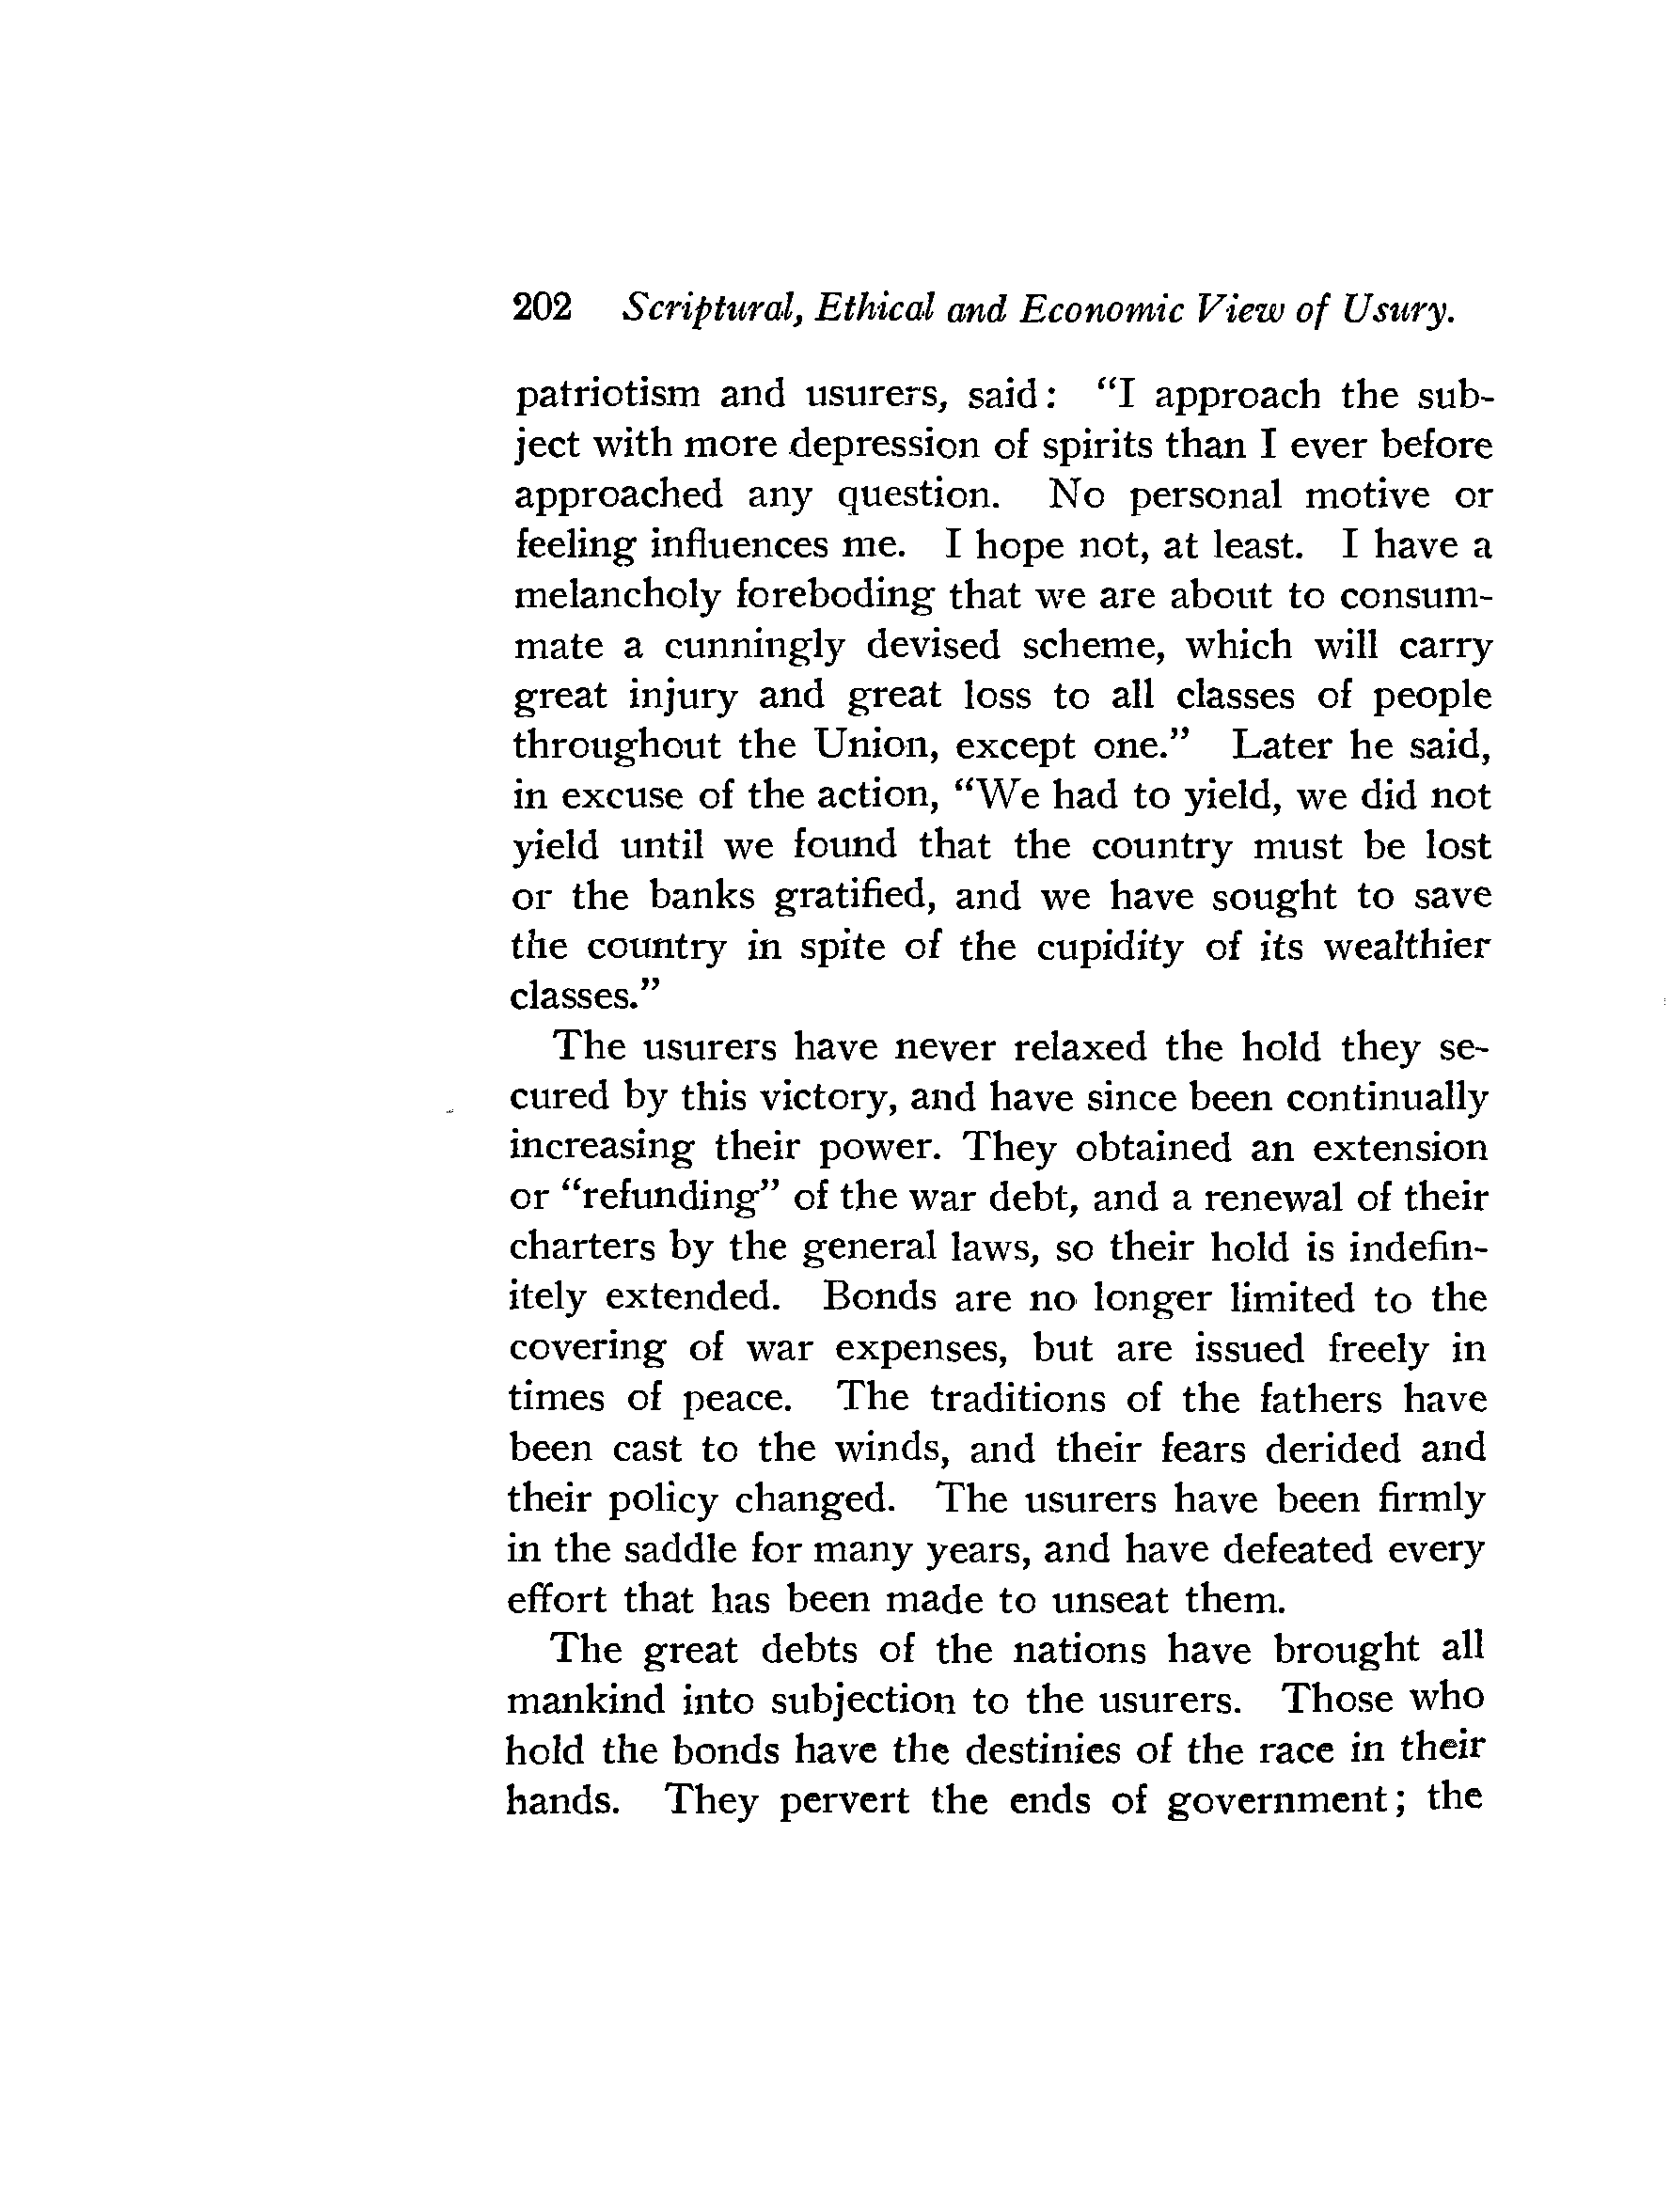 202 Scriptural, Ethical and Economic View of Usury.
patriotism and usurers, said: “I approach the sub-
ject with more depression of spirits than I ever before
approached any question. No personal motive or
feeling influences me. I hope not, at least. I have a
melancholy foreboding that we are about to consum-
mate a cunningly devised scheme, which will carry
great injury and great loss to all classes of people
throughout the Union, except one.” Later he said,
in excuse of the action, “We had to yield, we did not
yield until we found that the country must be lost
or the banks gratified, and we have sought to save
the country in spite of the cupidity of its wealthier
classes.”
The usurers have never relaxed the hold they se-
cured by this victory, and have since been continually
increasing their power. They obtained an extension
or “refunding” of the war debt, and a renewal of their
charters by the general laws, so their hold is indefin-
itely extended. Bonds are no longer limited to the
covering of war expenses, but are issued freely in
times of peace. The traditions of the fathers have
been cast to the winds, and their fears derided and
their policy changed. The usurers have been firmly
in the saddle for many years, and have defeated every
effort that has been made to unseat them.
The great debts of the nations have brought all
mankind into subjection to the usurers. Those who
hold the bonds have the destinies of the race in their
hands. They pervert the ends of government; the